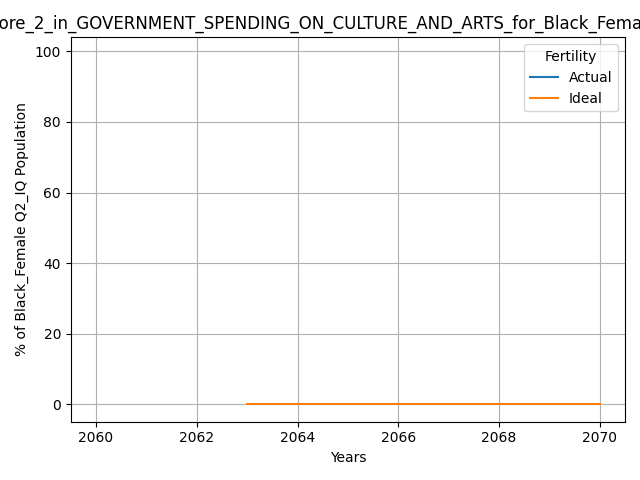 ore_2_in_GOVERNMENT_SPENDING_ON_CULTURE_AND_ARTS_for_Black_Fema
Fertility
Actual
Ideal
100
80
60
40
20
0
% of Black_Female Q2_IQ Population
2060 2062 2064 2066 2068 2070
Years